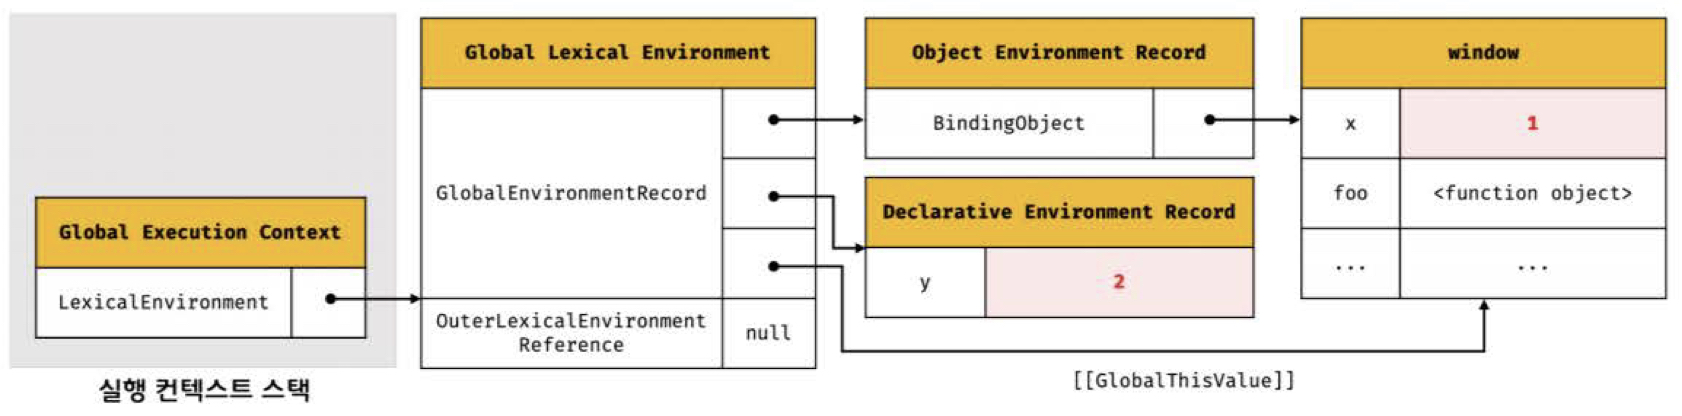 Global Execution Context
LexicalEnvironment
실행 컨텍스트 스택
Global Lexical Environment
GlobalEnvironmentRecord
OuterLexicalEnvironment
Reference
null
Object Environment Record
BindingObject
Declarative Environment Record
y
2
window
x
1
foo
<function object>
...
...
[[GlobalThisValue]]